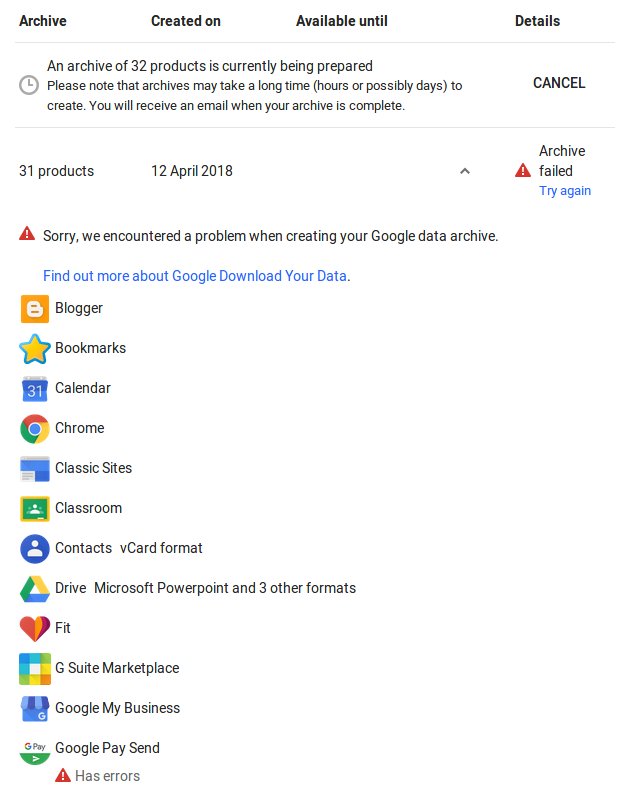 Archive Created on Available until Details
An archive of 32 products is currently being prepared
Please note that archives may take a long time (hours or possibly days) to
create. You will receive an email when your archive is complete.
CANCEL
31 products 12 April 2018
Archive
failed
Try again
Sorry, we encountered a problem when creating your Google data archive.
Find out more about Google Download Your Data.
Blogger
Bookmarks
31 Calendar
Chrome
Classic Sites
Classroom
Contacts vCard format
Drive Microsoft Powerpoint and 3 other formats
Fit
G Suite Marketplace
G Google My Business
G Pay Google Pay Send
Has errors